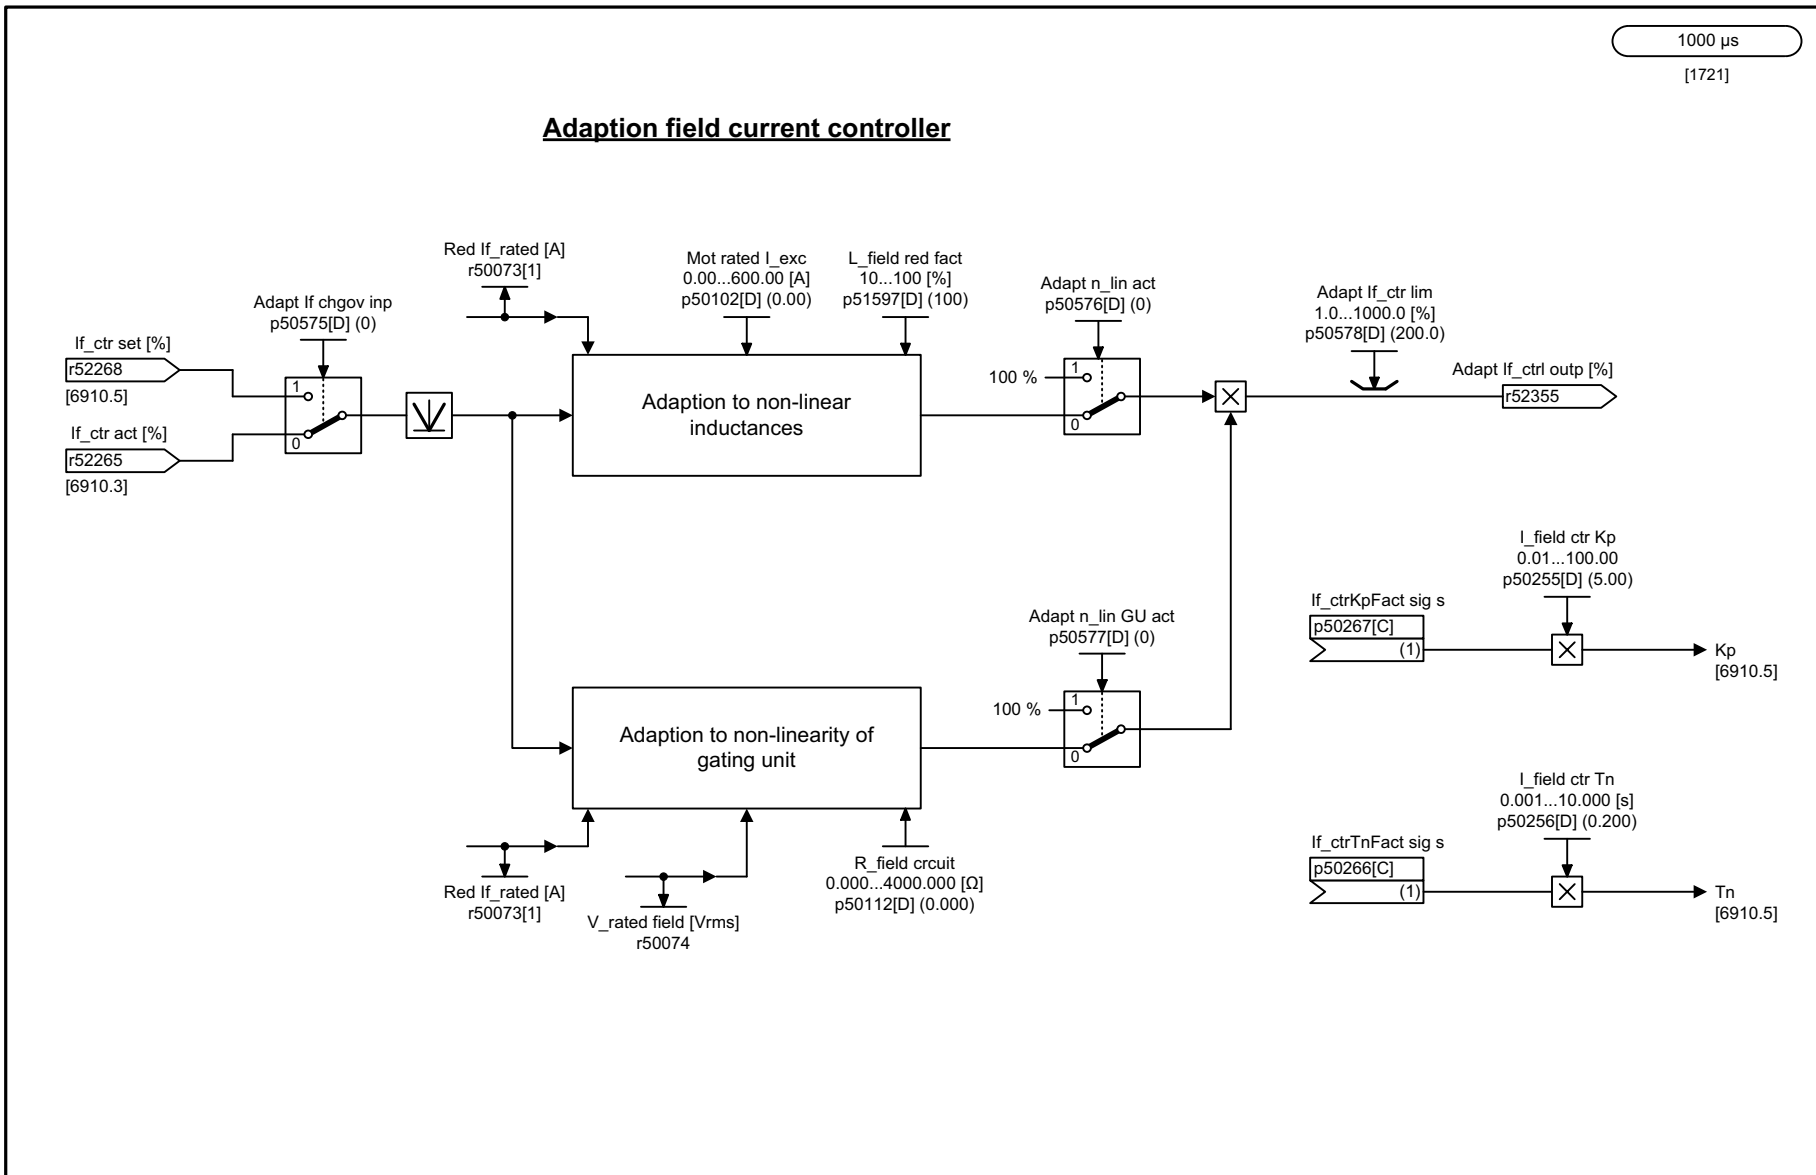 1000 µs
[1721]
Adaption field current controller
Red If_rated [A]
r50073[1]
Mot rated I_exc
0.00...600.00 [A]
p50102[D] (0.00)
L_field red fact
10...100 [%]
p51597[D] (100)
Adapt n_lin act
p50576[D] (0)
Adapt If_ctr lim
1.0...1000.0 [%]
p50578[D] (200.0)
Adapt If chgov inp
p50575[D] (0)
If_ctr set [%]
r52268
[6910.5]
If_ctr act [%]
r52265
[6910.3]
1
0
Adaption to non-linear
inductances
100 %
1
0
Adapt If_ctrl outp [%]
r52355
I_field ctr Kp
0.01...100.00
p50255[D] (5.00)
If_ctrKpFact sig s
p50267[C]
(1)
Kp
[6910.5]
Adapt n_lin GU act
p50577[D] (0)
100 %
1
0
Adaption to non-linearity of
gating unit
Red If_rated [A]
r50073[1]
V_rated field [Vrms]
r50074
R_field crcuit
0.000...4000.000 [Ω]
p50112[D] (0.000)
I_field ctr Tn
0.001...10.000 [s]
p50256[D] (0.200)
If_ctrTnFact sig s
p50266[C]
(1)
Tn
[6910.5]